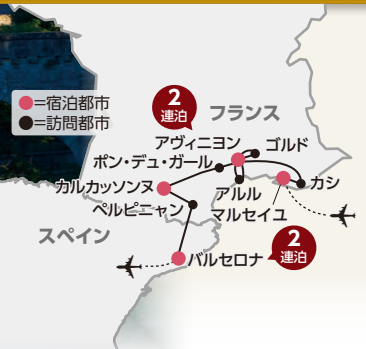 ●=宿泊都市
●=訪問都市
2
連泊
フランス
アヴィニヨン
ゴルド
ポン・デュ・ガール
カルカッソンヌ
アルル
カシ
ペルピニャン
マルセイユ
スペイン
バルセロナ
2
連泊